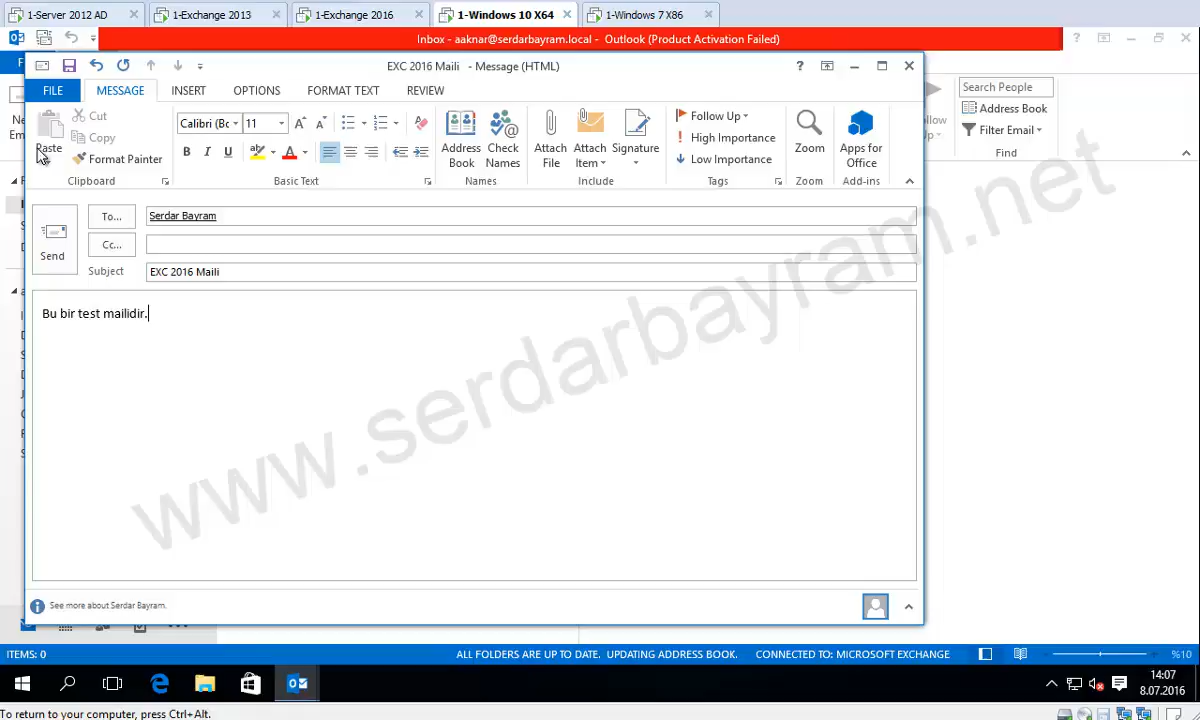 1-Server 2012 AD
1-Exchange 2013
1-Exchange 2016
1-Windows 10 X64
1-Windows 7 X86
Inbox - aaknar@serdarbayram.local - Outlook (Product Activation Failed)
EXC 2016 Maili - Message (HTML)
FILE
MESSAGE
INSERT
OPTIONS
FORMAT TEXT
REVIEW
Paste
Cut
Copy
Format Painter
Clipboard
Calibri (Bc
11
B I U
A
Basic Text
Address Book
Check Names
Names
Attach File
Attach Item
Signature
Include
Follow Up
High Importance
Low Importance
Tags
Zoom
Zoom
Apps for Office
Add-ins
Search People
Address Book
Filter Email
Find
Send
To...
Serdar Bayram
Cc...
Subject
EXC 2016 Maili
Bu bir test mailidir.
www.serdarbayram.net
See more about Serdar Bayram.
ITEMS: 0
ALL FOLDERS ARE UP TO DATE. UPDATING ADDRESS BOOK.
CONNECTED TO: MICROSOFT EXCHANGE
%10
14:07
8.07.2016
To return to your computer, press Ctrl+Alt.